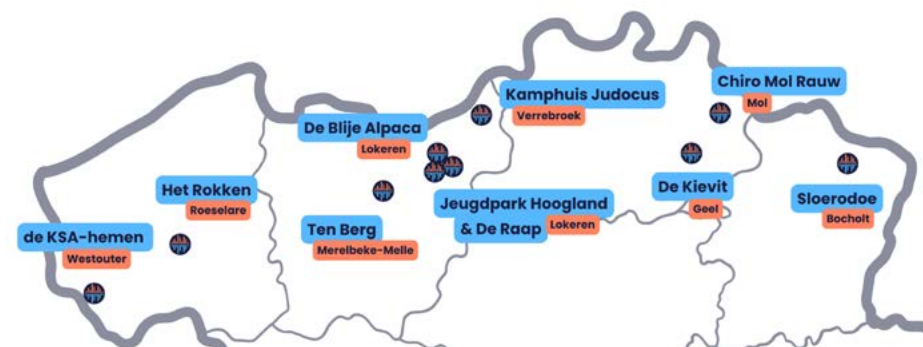 Chiro Mol Rauw
Mol
Kamphuis Judocus
Verrebroek
De Blije Alpaca
Lokeren
Het Rokken
Roeselare
De Kievit
Geel
Sloerodoe
Bocholt
Jeugdpark Hoogland
& De Raap
Lokeren
Ten Berg
Merelbeke-Melle
de KSA-hemen
Westouter